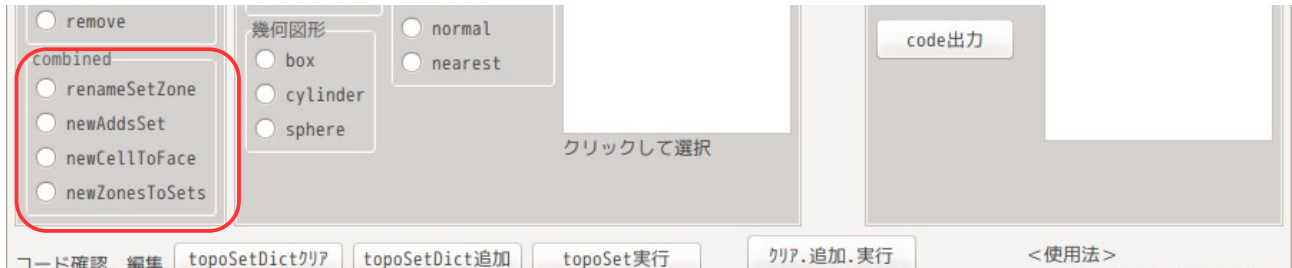 remove
combined
renameSetZone
newAddsSet
newCellToFace
newZonesToSets
幾何図形
box
cylinder
sphere
normal
nearest
クリックして選択
code出力
コード確認、編集
topoSetDictｸﾘｱ
topoSetDict追加
topoSet実行
ｸﾘｱ.追加.実行
<使用法>